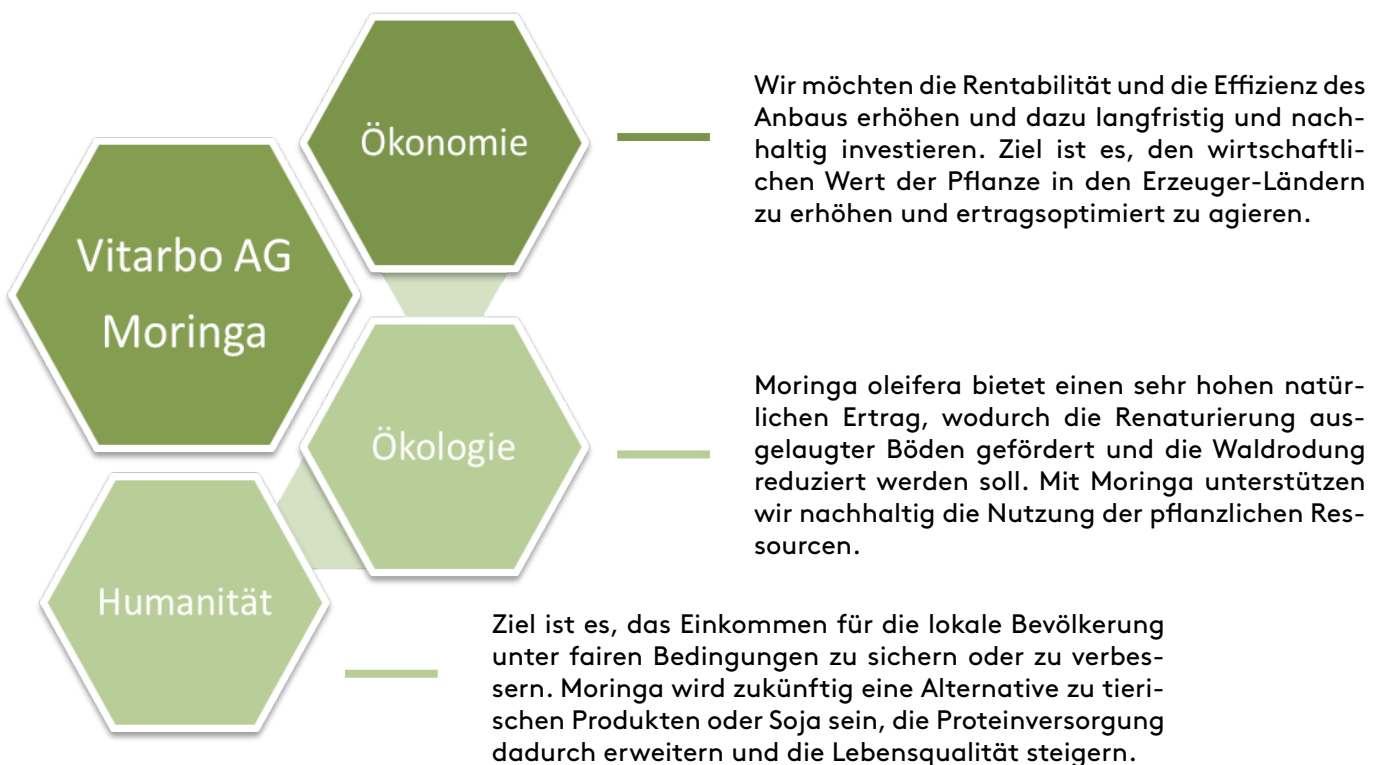 Ökonomie
Wir möchten die Rentabilität und die Effizienz des
Anbaus erhöhen und dazu langfristig und nach-
haltig investieren. Ziel ist es, den wirtschaftli-
chen Wert der Pflanze in den Erzeuger-Ländern
zu erhöhen und ertragsoptimiert zu agieren.
Vitarbo AG
Moringa
Ökologie
Moringa oleifera bietet einen sehr hohen natür-
lichen Ertrag, wodurch die Renaturierung aus-
gelaugter Böden gefördert und die Waldrodung
reduziert werden soll. Mit Moringa unterstützen
wir nachhaltig die Nutzung der pflanzlichen Res-
sourcen.
Humanität
Ziel ist es, das Einkommen für die lokale Bevölkerung
unter fairen Bedingungen zu sichern oder zu verbes-
sern. Moringa wird zukünftig eine Alternative zu tieri-
schen Produkten oder Soja sein, die Proteinversorgung
dadurch erweitern und die Lebensqualität steigern.